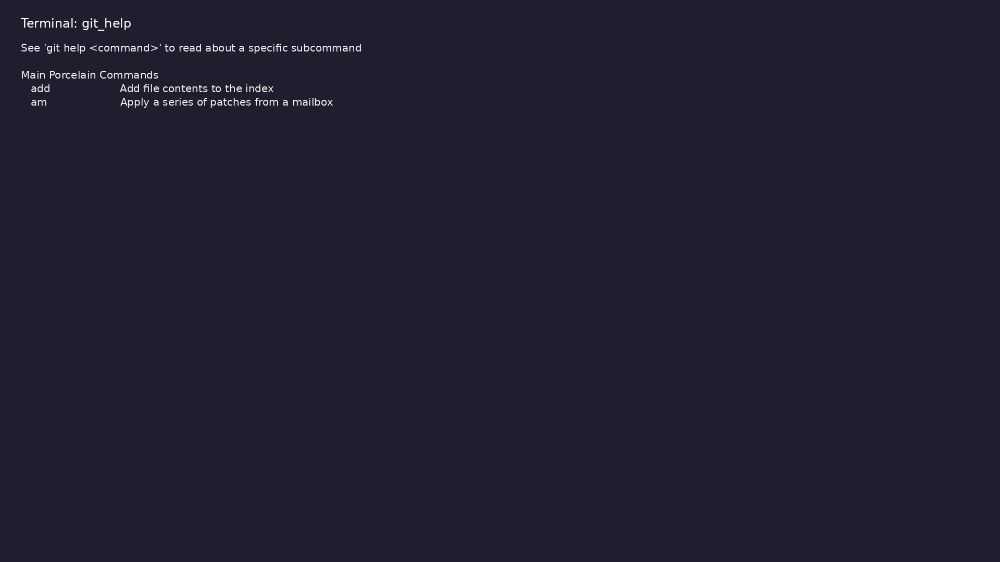 Terminal: git_help
See 'git help <command>' to read about a specific subcommand
Main Porcelain Commands
add Add file contents to the index
am Apply a series of patches from a mailbox